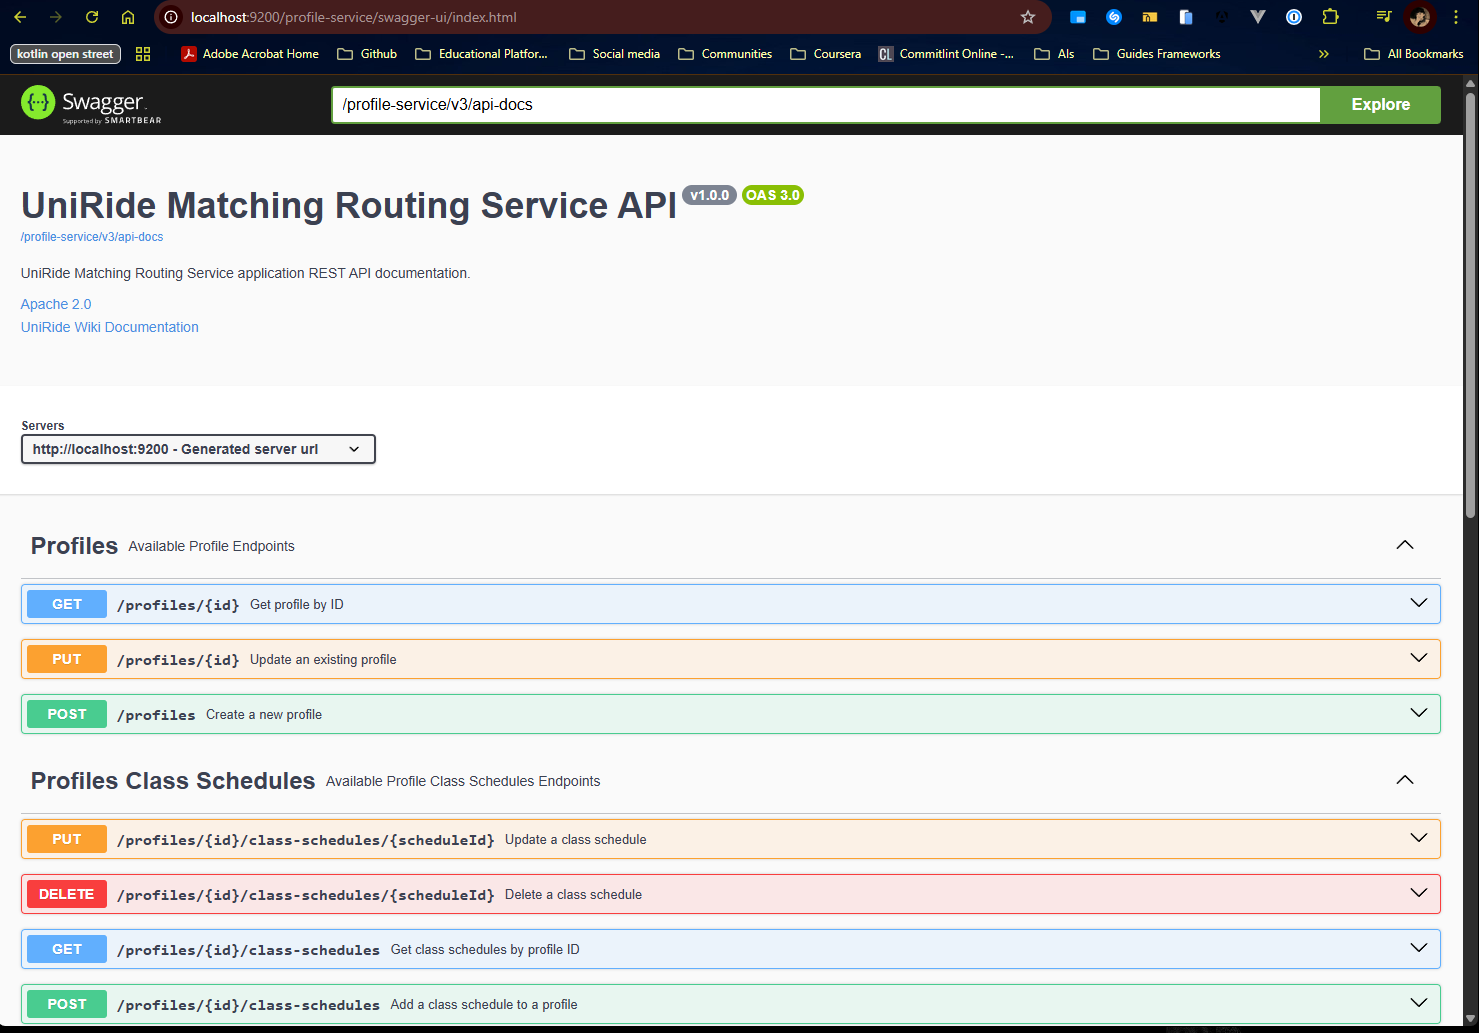 localhost:9200/profile-service/swagger-ui/index.html
kotlin open street
Adobe Acrobat Home
Github
Educational Platfor...
Social media
Communities
Coursera
CL Commitlint Online -...
AIs
Guides Frameworks
»
All Bookmarks
Swagger.
Supported by SMARTBEAR
/profile-service/v3/api-docs
Explore
UniRide Matching Routing Service API v1.0.0 OAS 3.0
/profile-service/v3/api-docs
UniRide Matching Routing Service application REST API documentation.
Apache 2.0
UniRide Wiki Documentation
Servers
http://localhost:9200 - Generated server url
Profiles Available Profile Endpoints
GET /profiles/{id} Get profile by ID
PUT /profiles/{id} Update an existing profile
POST /profiles Create a new profile
Profiles Class Schedules Available Profile Class Schedules Endpoints
PUT /profiles/{id}/class-schedules/{scheduleId} Update a class schedule
DELETE /profiles/{id}/class-schedules/{scheduleId} Delete a class schedule
GET /profiles/{id}/class-schedules Get class schedules by profile ID
POST /profiles/{id}/class-schedules Add a class schedule to a profile